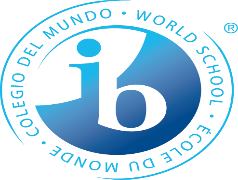 COLEGIO DEL MUNDO • WORLD SCHOOL • ÉCOLE DU MONDE •
®
ib